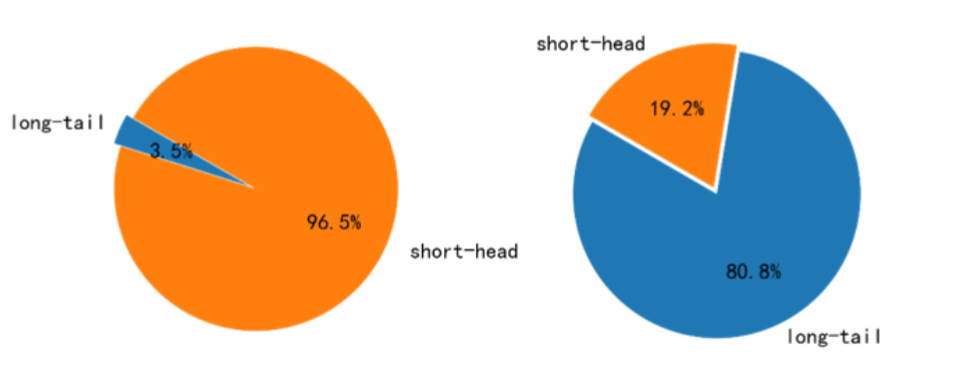 long-tail
3.5%
96.5%
short-head
short-head
19.2%
80.8%
long-tail